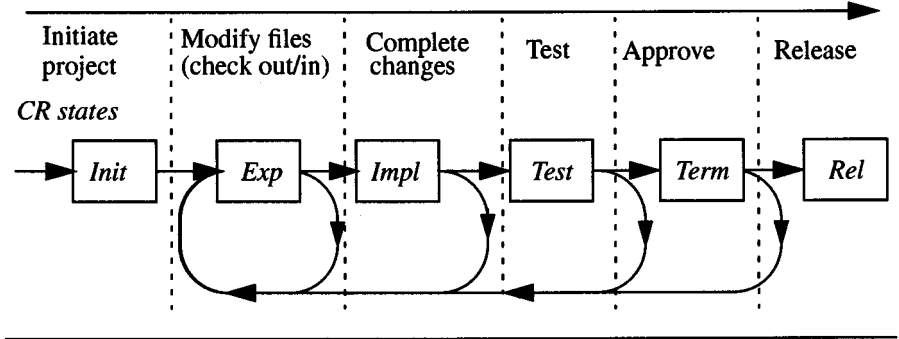 Initiate
project
Modify files
(check out/in)
Complete
changes
Test
Approve
Release
CR states
Init
Exp
Impl
Test
Term
Rel